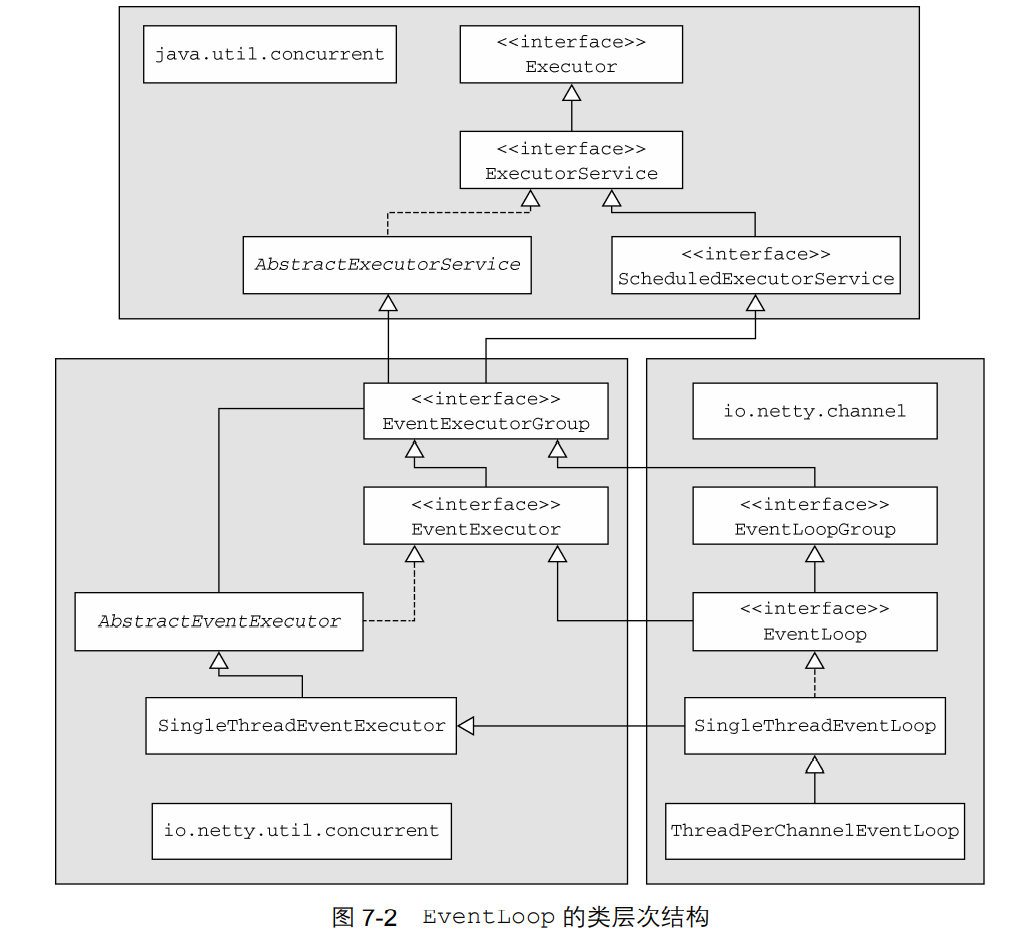 java.util.concurrent
<<interface>>
Executor
<<interface>>
ExecutorService
AbstractExecutorService
<<interface>>
ScheduledExecutorService
<<interface>>
EventExecutorGroup
io.netty.channel
<<interface>>
EventExecutor
<<interface>>
EventLoopGroup
AbstractEventExecutor
<<interface>>
EventLoop
SingleThreadEventExecutor
SingleThreadEventLoop
io.netty.util.concurrent
ThreadPerChannelEventLoop
图 7-2 EventLoop 的类层次结构